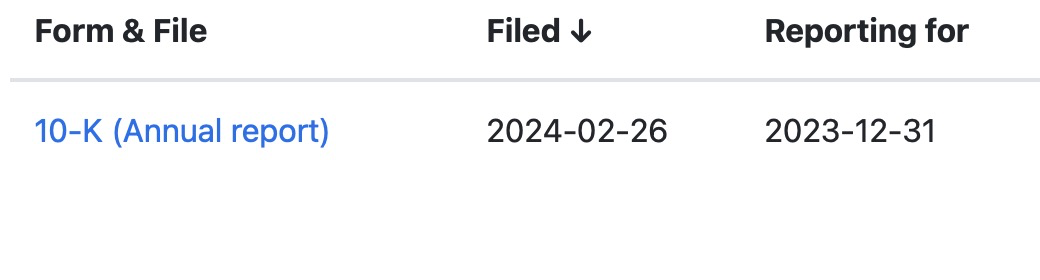 Form & File Filed ↓ Reporting for
10-K (Annual report) 2024-02-26 2023-12-31